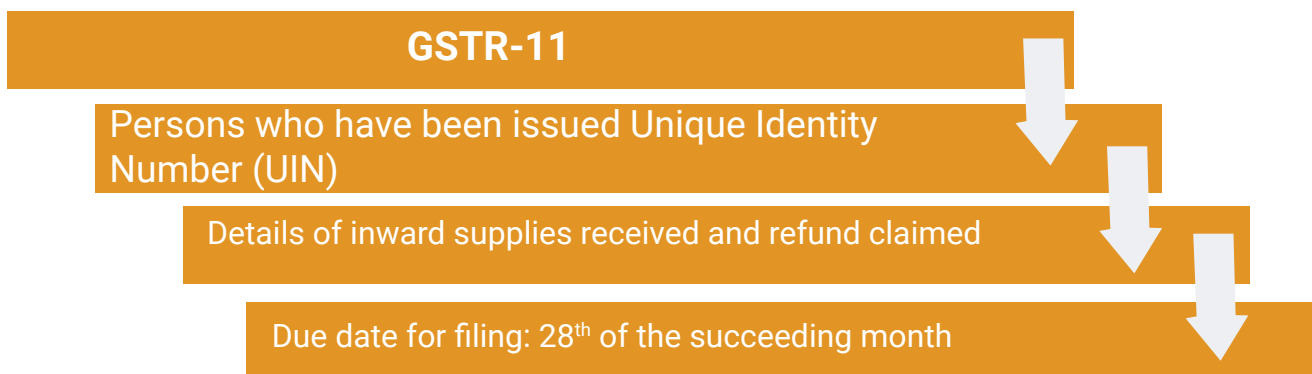 GSTR-11
Persons who have been issued Unique Identity
Number (UIN)
Details of inward supplies received and refund claimed
Due date for filing: 28th of the succeeding month